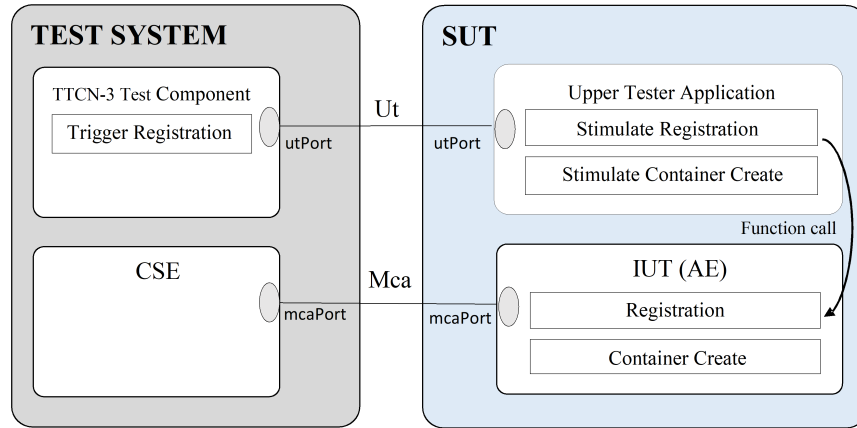 TEST SYSTEM
TTCN-3 Test Component
Trigger Registration
utPort
CSE
mcaPort
Ut
Mca
SUT
Upper Tester Application
utPort
Stimulate Registration
Stimulate Container Create
Function call
IUT (AE)
mcaPort
Registration
Container Create